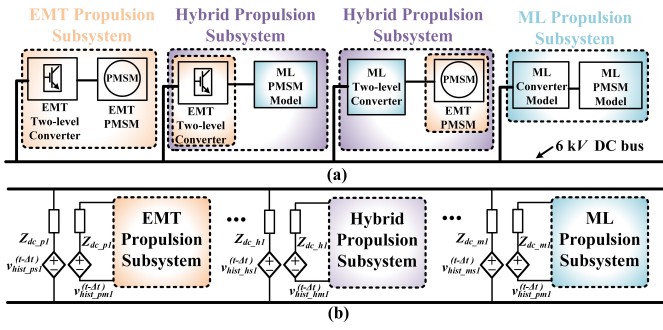 EMT Propulsion
Subsystem
Hybrid Propulsion
Subsystem
Hybrid Propulsion
Subsystem
ML Propulsion
Subsystem
EMT
Two-level
Converter
PMSM
EMT
PMSM
EMT
Two-level
Converter
ML
PMSM
Model
ML
Two-level
Converter
PMSM
EMT
PMSM
ML
Converter
Model
ML
PMSM
Model
6 kV DC bus
(a)
Z_dc_p1
v_hist_ps1^(t-Δt)
Z_dc_p1
v_hist_pm1^(t-Δt)
EMT
Propulsion
Subsystem
•••
Z_dc_h1
v_hist_hs1^(t-Δt)
Z_dc_h1
v_hist_hm1^(t-Δt)
Hybrid
Propulsion
Subsystem
•••
Z_dc_m1
v_hist_ms1^(t-Δt)
Z_dc_m1
v_hist_pm1^(t-Δt)
ML
Propulsion
Subsystem
(b)